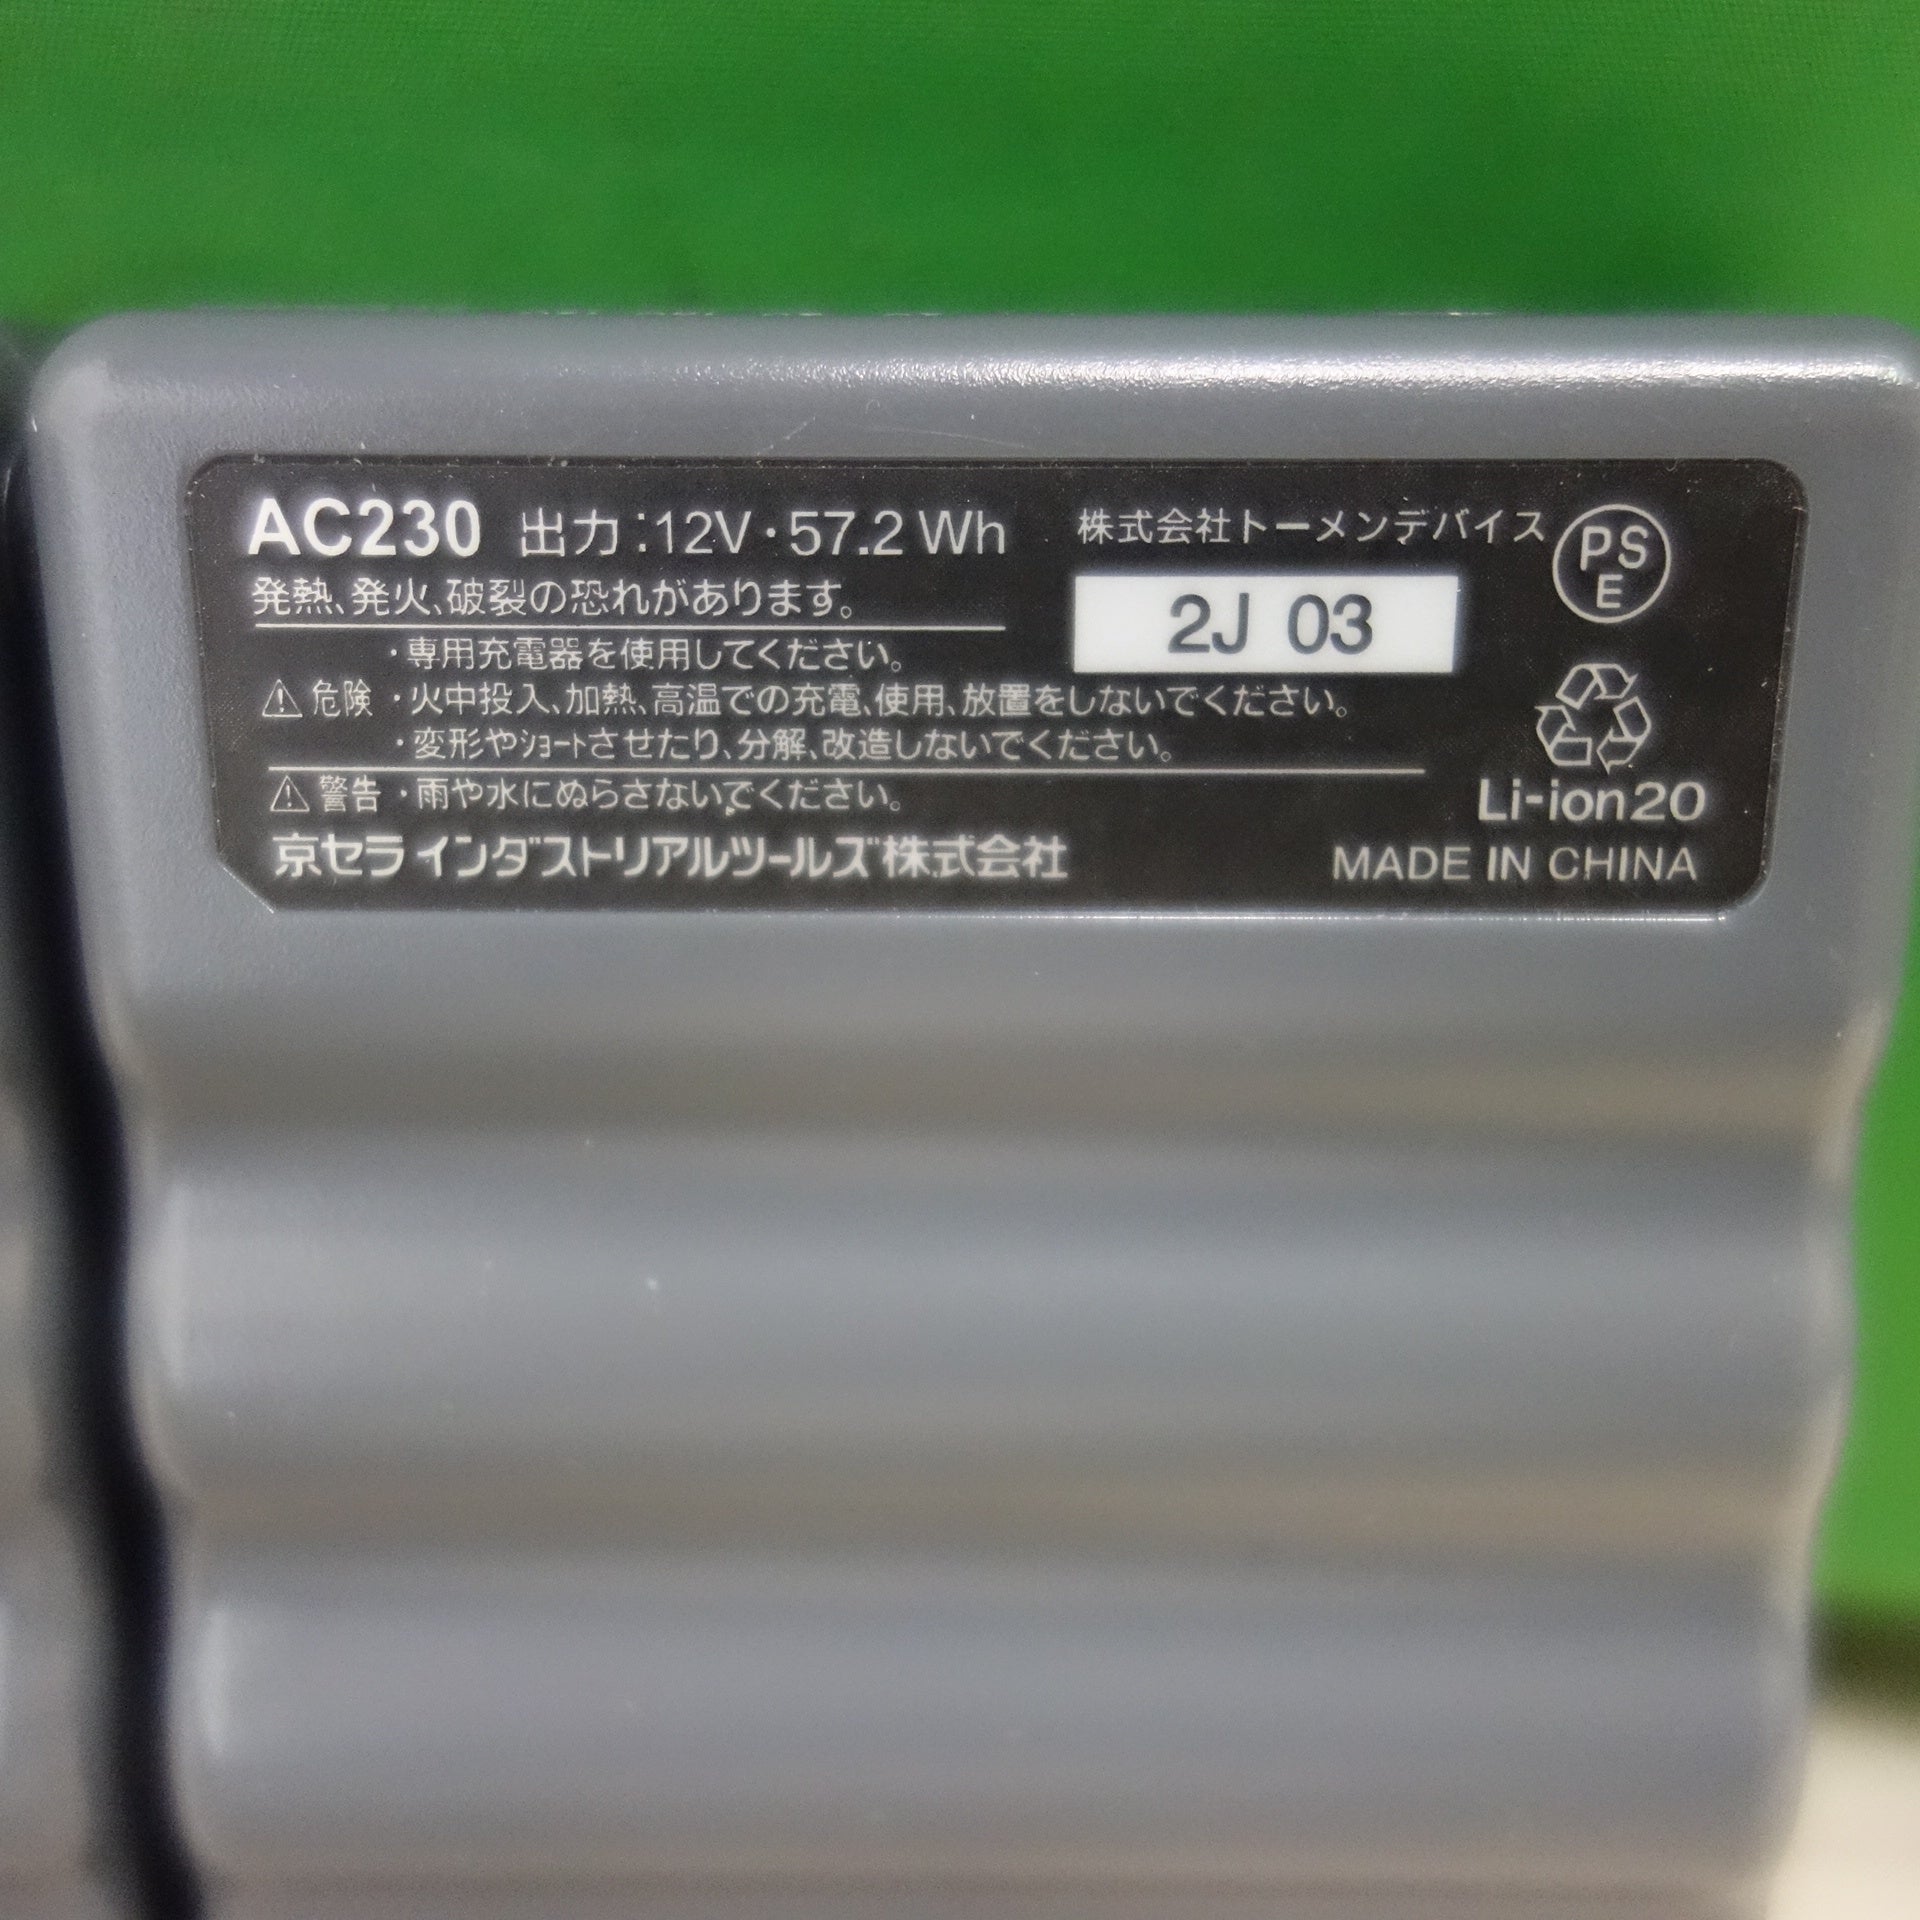 AC230 出力:12V・57.2 Wh
株式会社トーメンデバイス
PS
E
発熱、発火、破裂の恐れがあります。
2J 03
・専用充電器を使用してください。
⚠ 危険 ・火中投入、加熱、高温での充電、使用、放置をしないでください。
・変形やｼｮｰﾄさせたり、分解、改造しないでください。
⚠ 警告 ・雨や水にぬらさないでください。
Li-ion20
京セラ インダストリアルツールズ株式会社
MADE IN CHINA